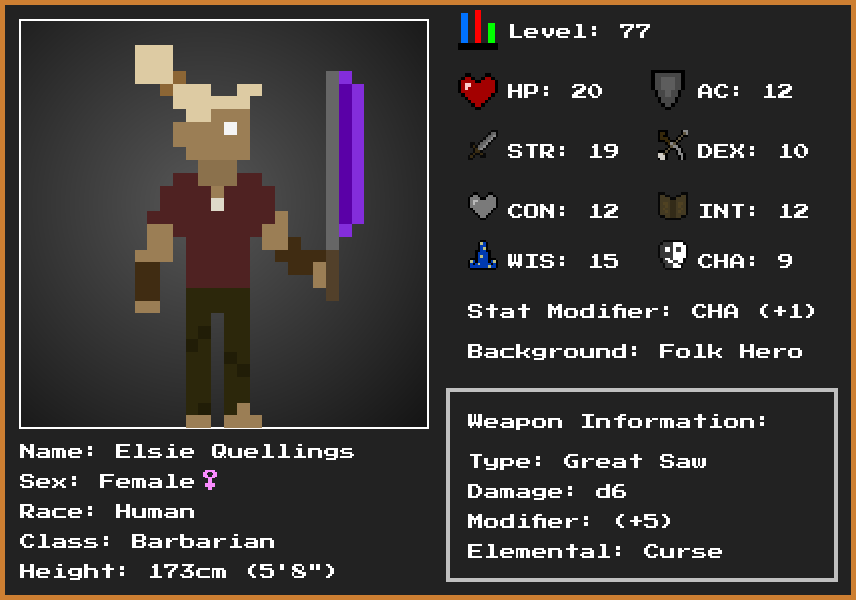 Level: 77
HP: 20
AC: 12
STR: 19
DEX: 10
CON: 12
INT: 12
WIS: 15
CHA: 9
Stat Modifier: CHA (+1)
Background: Folk Hero
Weapon Information:
Type: Great Saw
Damage: d6
Modifier: (+5)
Elemental: Curse
Name: Elsie Quellings
Sex: Female♀
Race: Human
Class: Barbarian
Height: 173cm (5'8")